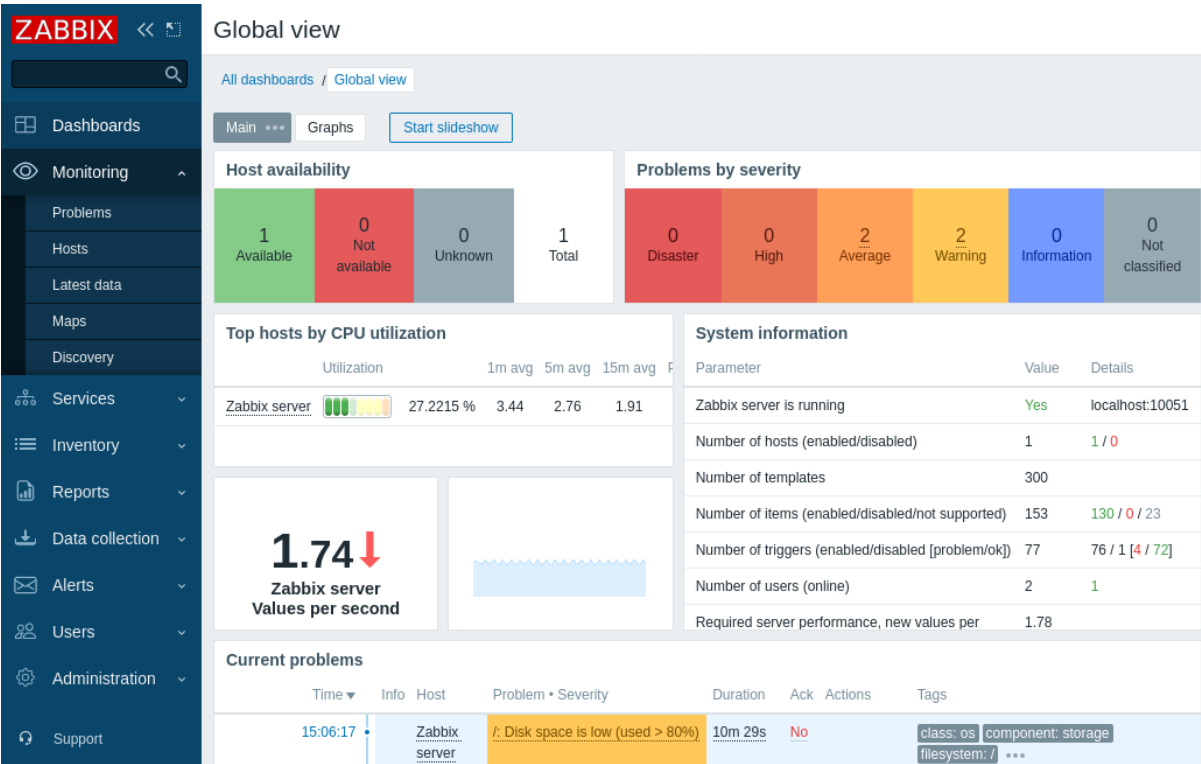 ZABBIX
Global view
All dashboards / Global view
Dashboards
Main ••• Graphs Start slideshow
Monitoring
Problems
Hosts
Latest data
Maps
Discovery
Services
Inventory
Reports
Data collection
Alerts
Users
Administration
Support
Host availability
1 Available
0 Not available
0 Unknown
1 Total
Problems by severity
0 Disaster
0 High
2 Average
2 Warning
0 Information
0 Not classified
Top hosts by CPU utilization
Utilization 1m avg 5m avg 15m avg
Zabbix server 27.2215 % 3.44 2.76 1.91
System information
Parameter Value Details
Zabbix server is running Yes localhost:10051
Number of hosts (enabled/disabled) 1 1 / 0
Number of templates 300
Number of items (enabled/disabled/not supported) 153 130 / 0 / 23
Number of triggers (enabled/disabled [problem/ok]) 77 76 / 1 [4 / 72]
Number of users (online) 2 1
Required server performance, new values per 1.78
1.74
Zabbix server
Values per second
Current problems
Time Info Host Problem • Severity Duration Ack Actions Tags
15:06:17 Zabbix server /: Disk space is low (used > 80%) 10m 29s No class: os component: storage
filesystem: / •••